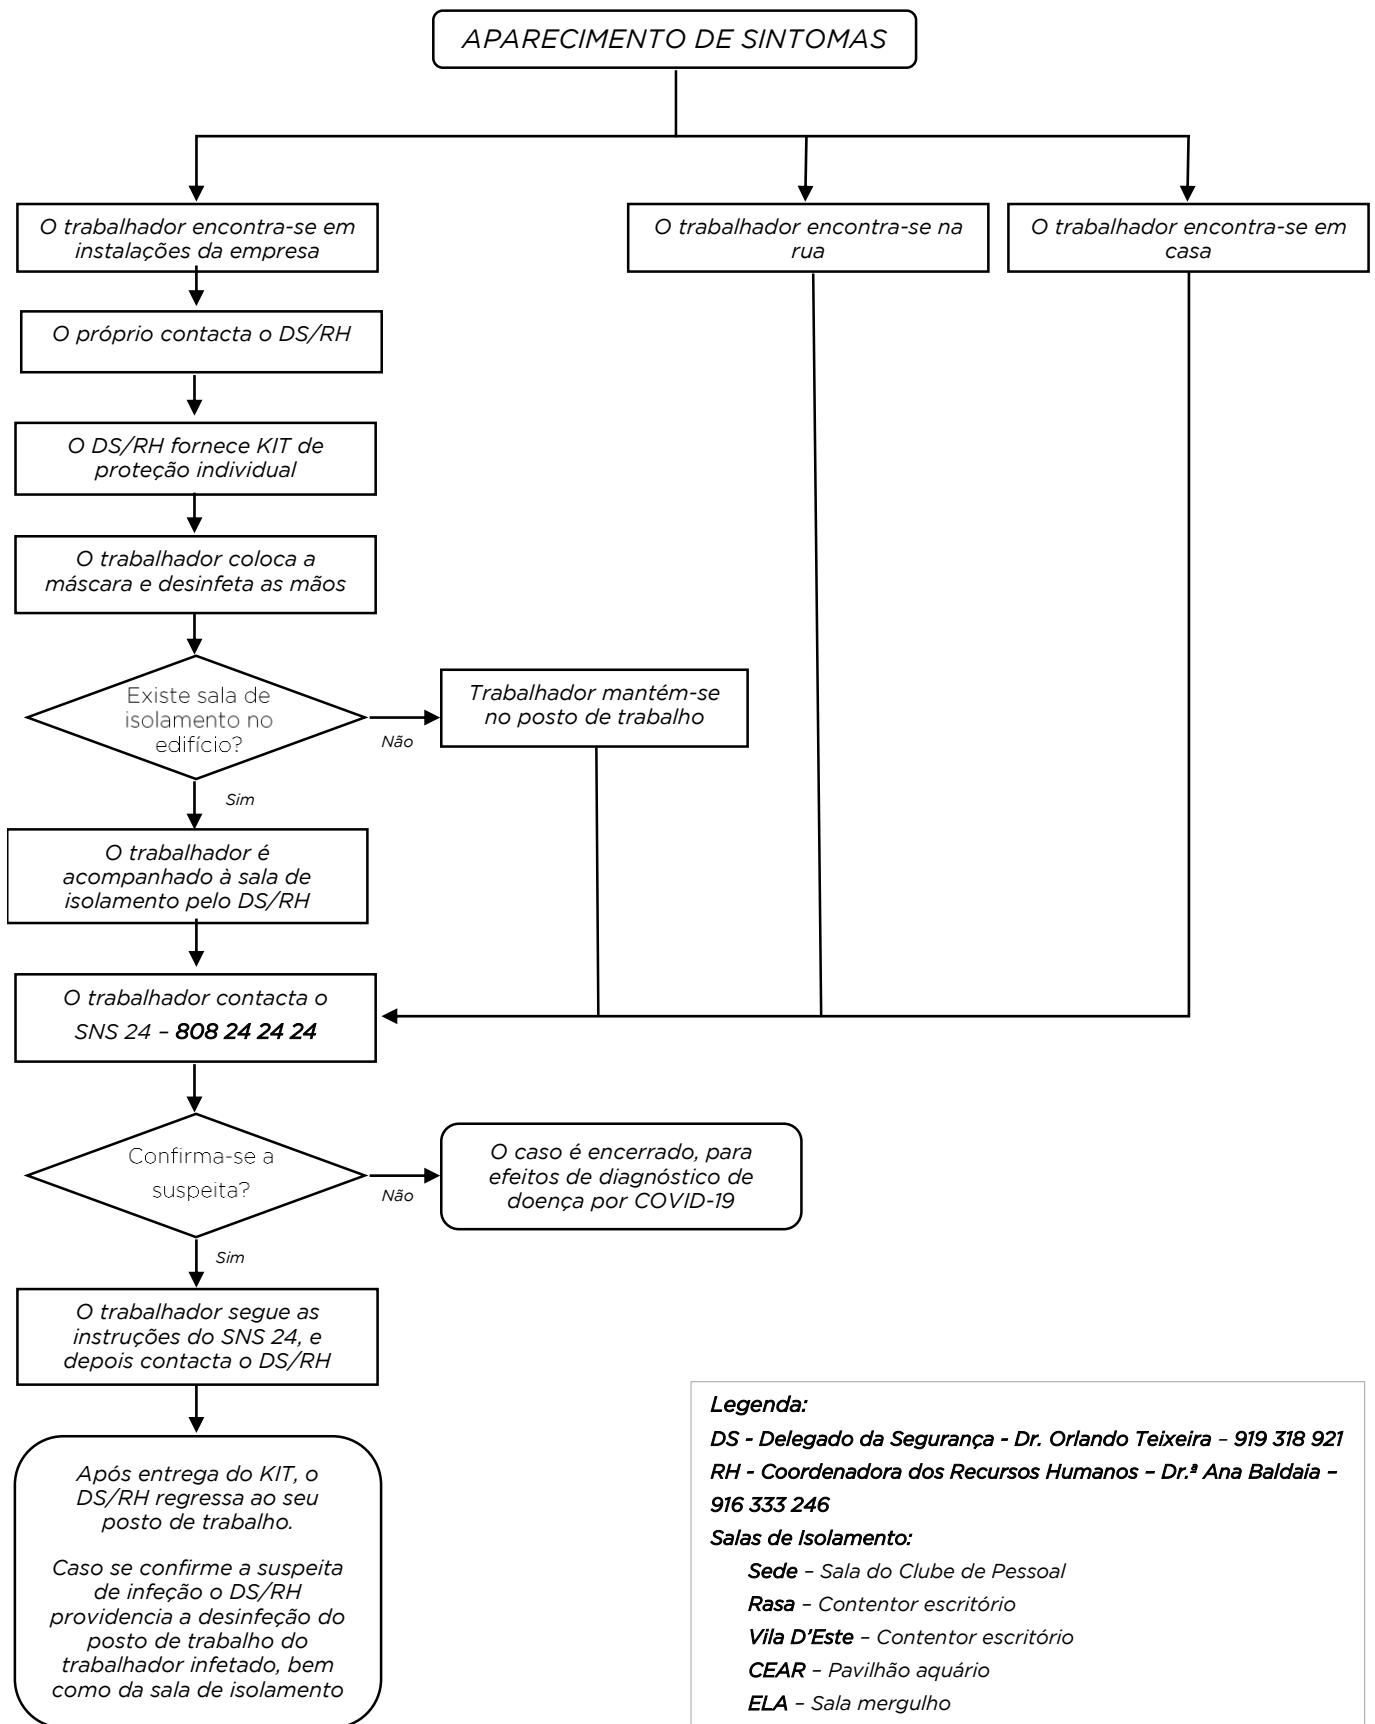 APARECIMENTO DE SINTOMAS
O trabalhador encontra-se em
instalações da empresa
O trabalhador encontra-se na
rua
O trabalhador encontra-se em
casa
O próprio contacta o DS/RH
O DS/RH fornece KIT de
proteção individual
O trabalhador coloca a
máscara e desinfeta as mãos
Existe sala de
isolamento no
edifício?
Não
Trabalhador mantém-se
no posto de trabalho
Sim
O trabalhador é
acompanhado à sala de
isolamento pelo DS/RH
O trabalhador contacta o
SNS 24 – 808 24 24 24
Confirma-se a
suspeita?
Não
O caso é encerrado, para
efeitos de diagnóstico de
doença por COVID-19
Sim
O trabalhador segue as
instruções do SNS 24, e
depois contacta o DS/RH
Após entrega do KIT, o
DS/RH regressa ao seu
posto de trabalho.
Caso se confirme a suspeita
de infeção o DS/RH
providencia a desinfeção do
posto de trabalho do
trabalhador infetado, bem
como da sala de isolamento
Legenda:
DS - Delegado da Segurança - Dr. Orlando Teixeira – 919 318 921
RH - Coordenadora dos Recursos Humanos – Dr.ª Ana Baldaia –
916 333 246
Salas de Isolamento:
Sede – Sala do Clube de Pessoal
Rasa – Contentor escritório
Vila D'Este – Contentor escritório
CEAR – Pavilhão aquário
ELA – Sala mergulho